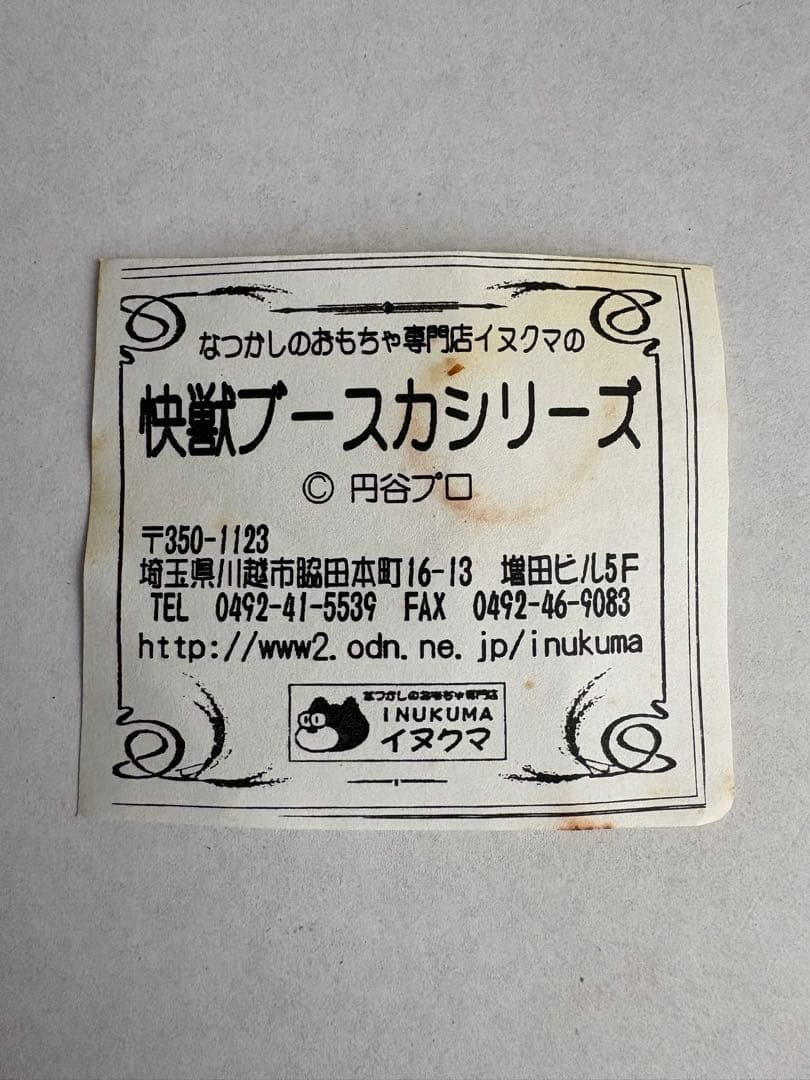 なつかしのおもちゃ専門店イヌクマの
快獣ブースカシリーズ
© 円谷プロ
〒350-1123
埼玉県川越市脇田本町16-13　増田ビル5F
TEL 0492-41-5539 FAX 0492-46-9083
http://www2.odn.ne.jp/inukuma
なつかしのおもちゃ専門店
INUKUMA
イヌクマ